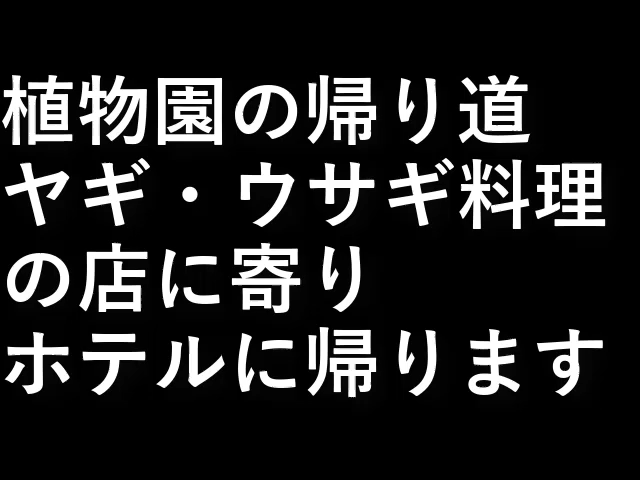 植物園の帰り道
ヤギ・ウサギ料理
の店に寄り
ホテルに帰ります